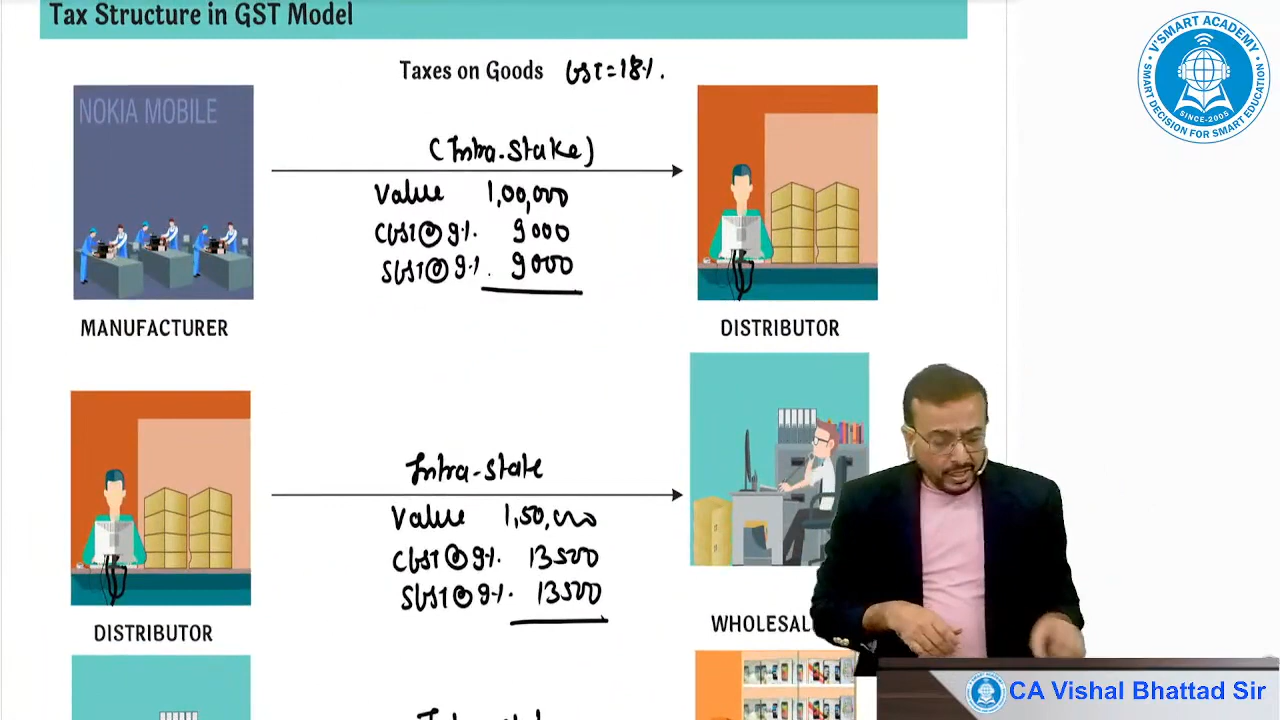 Tax Structure in GST Model
Taxes on Goods GST = 18%.
NOKIA MOBILE
(Intra-State)
Value 1,00,000
CGST@9%. 9000
SGST@9%. 9000
MANUFACTURER
DISTRIBUTOR
Intra-state
Value 1,50,000
CGST@9%. 13500
SGST@9%. 13500
DISTRIBUTOR
WHOLESAL
V'SMART ACADEMY
SINCE-2005
SMART DECISION FOR SMART EDUCATION
CA Vishal Bhattad Sir